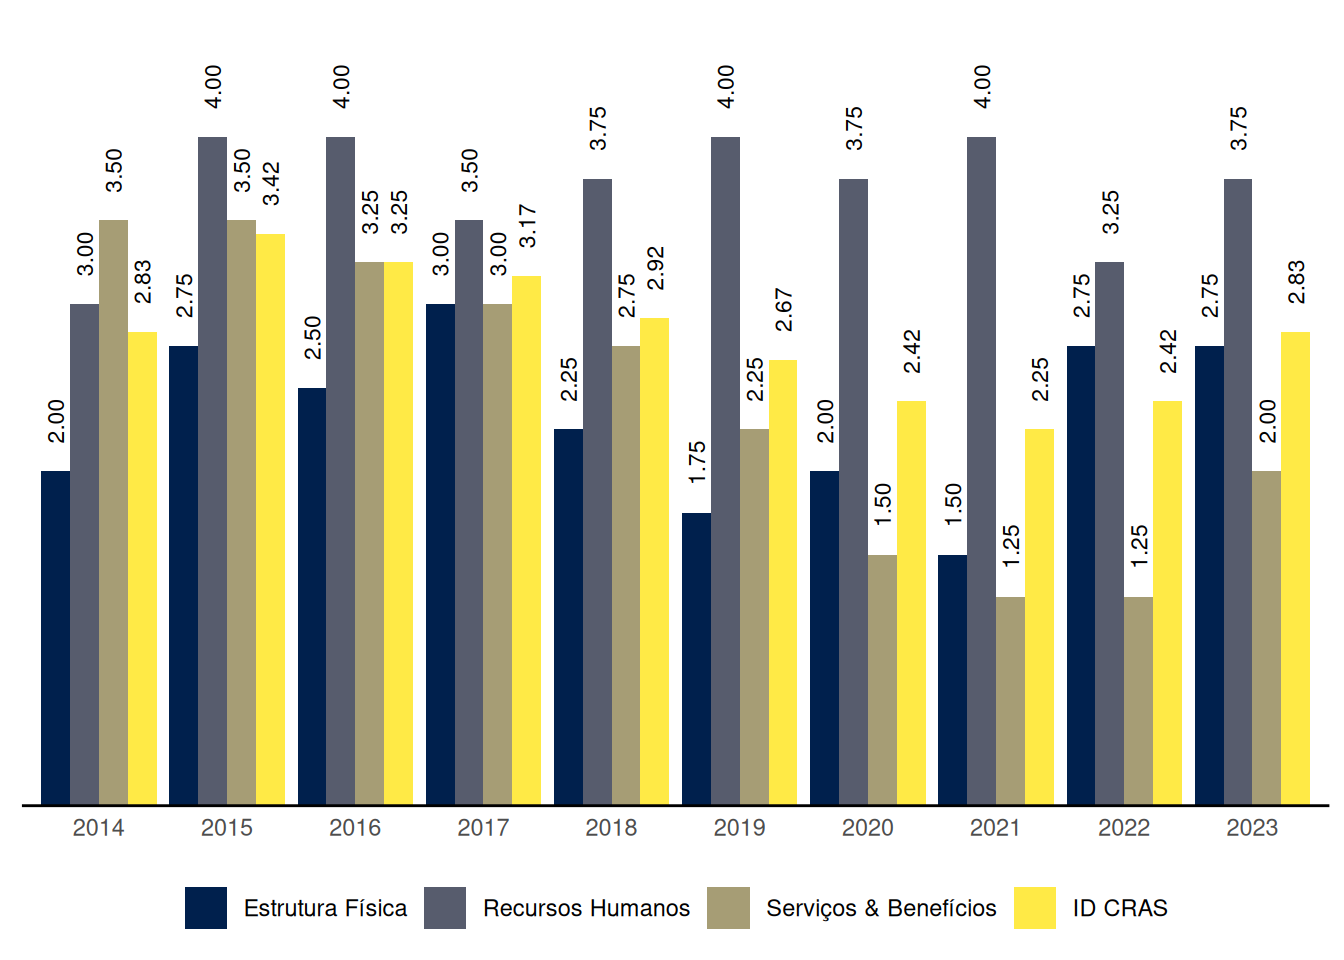 2.00 3.00 3.50 2.83
2.75 4.00 3.50 3.42
2.50 4.00 3.25 3.25
3.00 3.50 3.00 3.17
2.25 3.75 2.75 2.92
1.75 4.00 2.25 2.67
2.00 3.75 1.50 2.42
1.50 4.00 1.25 2.25
2.75 3.25 1.25 2.42
2.75 3.75 2.00 2.83
2014 2015 2016 2017 2018 2019 2020 2021 2022 2023
Estrutura Física Recursos Humanos Serviços & Benefícios ID CRAS